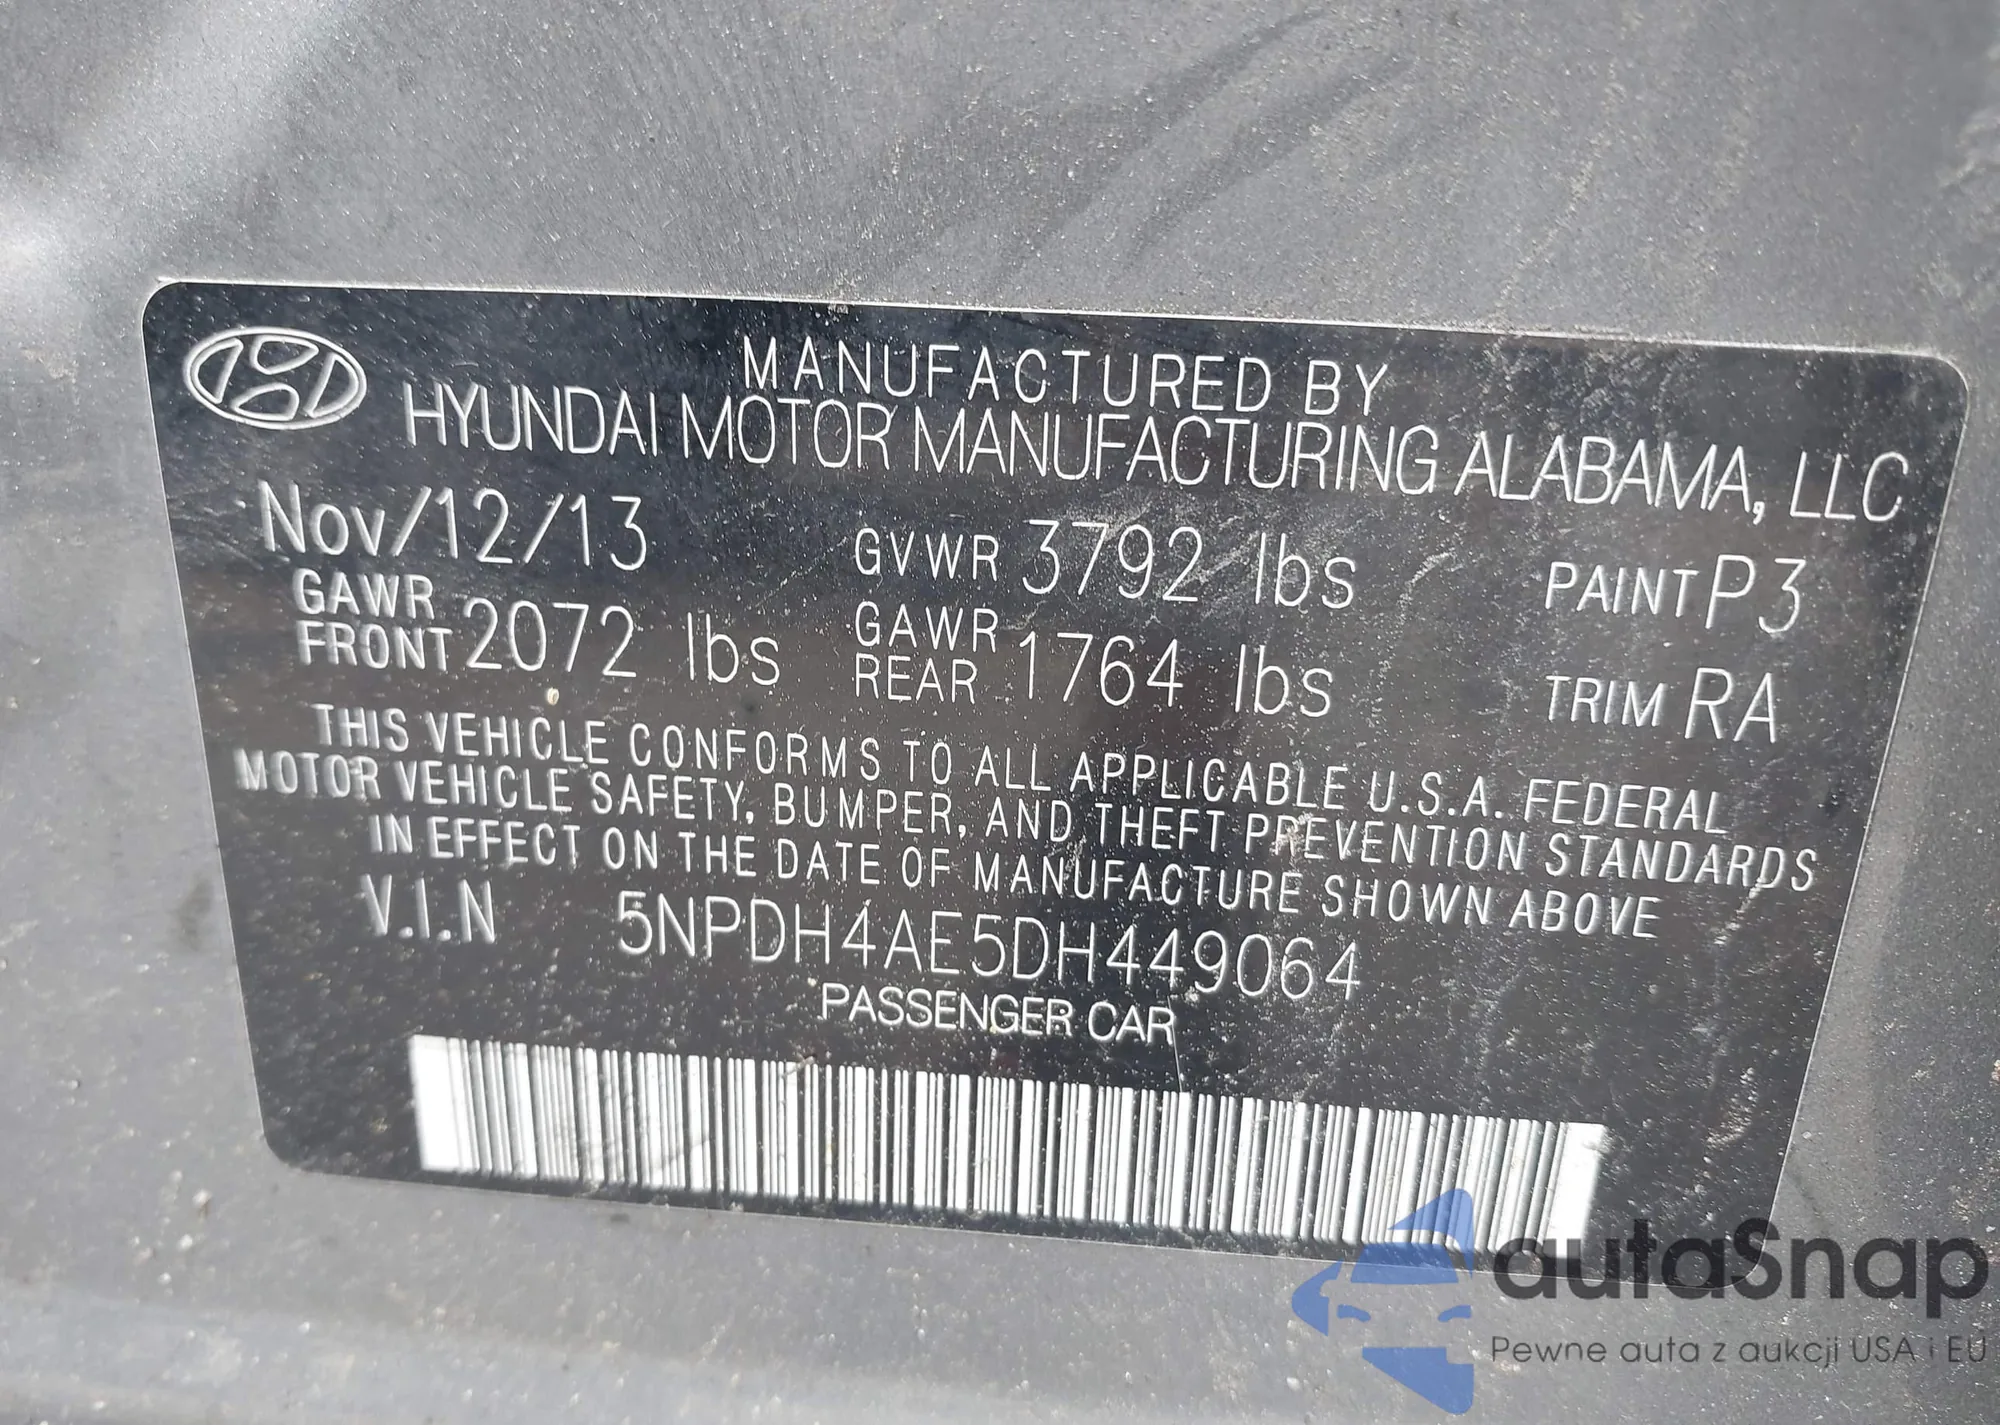 MANUFACTURED BY
HYUNDAI MOTOR MANUFACTURING ALABAMA, LLC
Nov/12/13 GVWR 3792 lbs PAINT P3
GAWR FRONT 2072 lbs GAWR REAR 1764 lbs TRIM RA
THIS VEHICLE CONFORMS TO ALL APPLICABLE U.S.A. FEDERAL
MOTOR VEHICLE SAFETY, BUMPER, AND THEFT PREVENTION STANDARDS
IN EFFECT ON THE DATE OF MANUFACTURE SHOWN ABOVE
V.I.N 5NPDH4AE5DH449064
PASSENGER CAR
autaSnap
Pewne auta z aukcji USA i EU